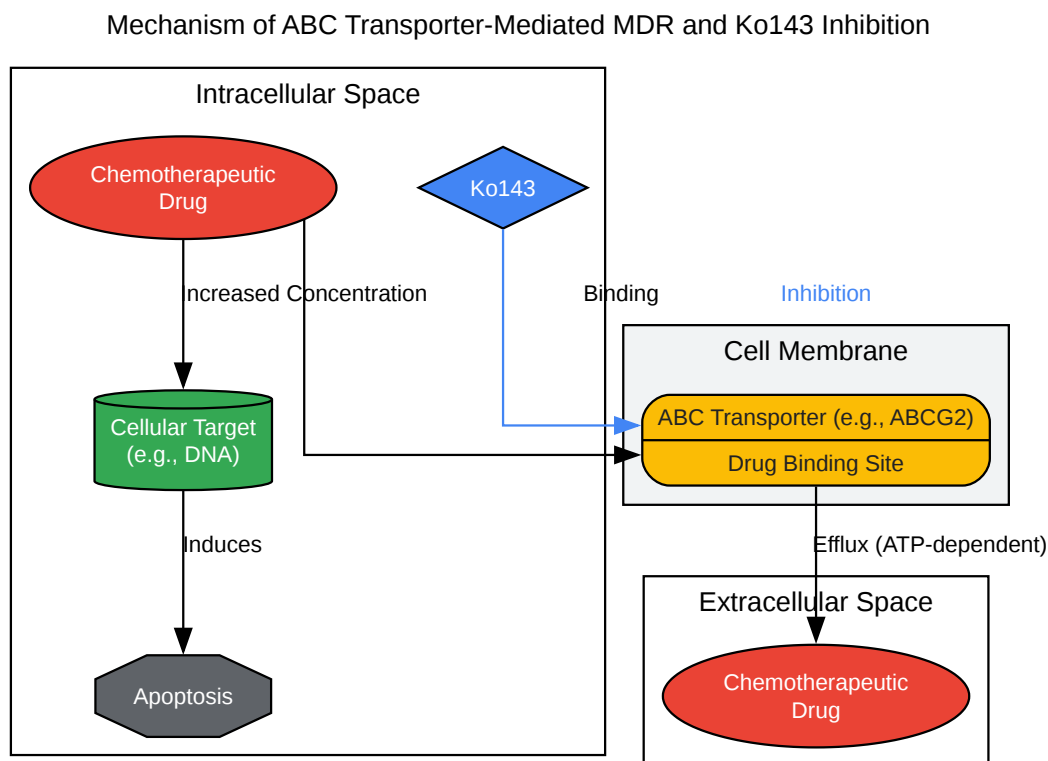 Mechanism of ABC Transporter-Mediated MDR and Ko143 Inhibition
Intracellular Space
Chemotherapeutic
Drug
Ko143
Increased Concentration
Binding
Inhibition
Cell Membrane
ABC Transporter (e.g., ABCG2)
Drug Binding Site
Cellular Target
(e.g., DNA)
Induces
Efflux (ATP-dependent)
Extracellular Space
Chemotherapeutic
Drug
Apoptosis